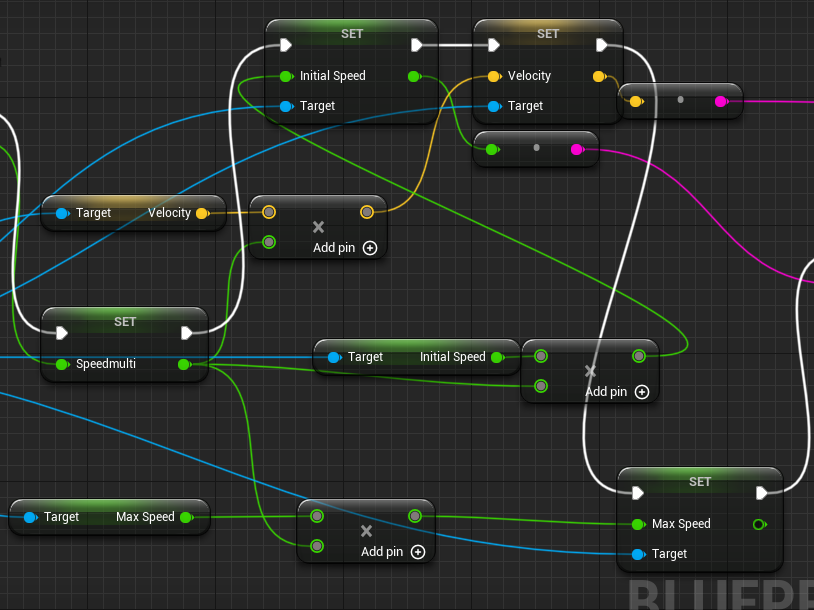 SET
Initial Speed
Target
SET
Velocity
Target
Target Velocity
Add pin
SET
Speedmulti
Target Initial Speed
Add pin
Target Max Speed
Add pin
SET
Max Speed
Target